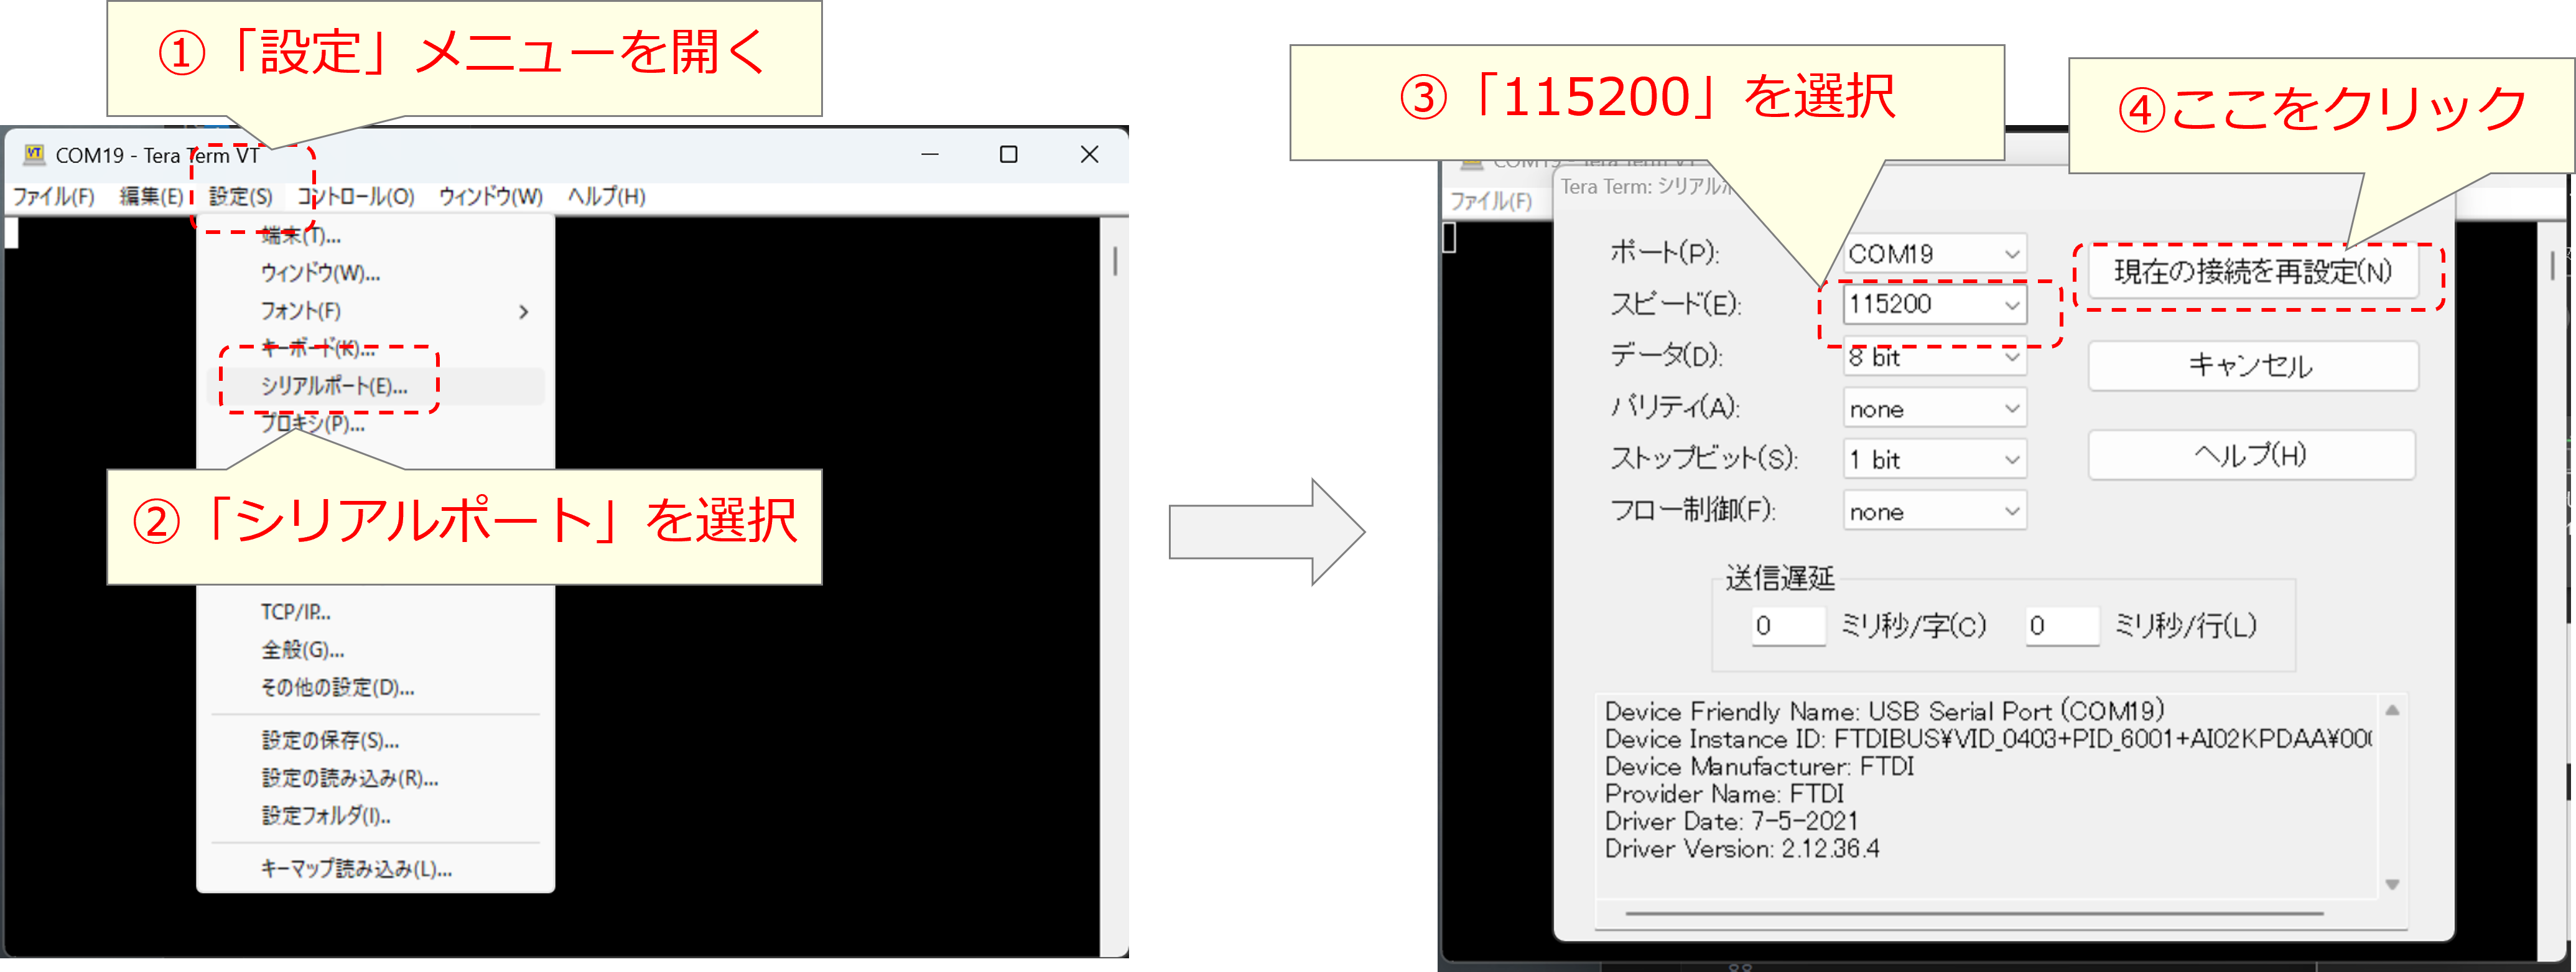 ①「設定」メニューを開く
COM19 - Tera Term VT
ファイル(F) 編集(E) 設定(S) コントロール(O) ウィンドウ(W) ヘルプ(H)
端末(T)...
ウィンドウ(W)...
フォント(F)
キーボード(K)...
シリアルポート(E)...
プロキシ(P)...
②「シリアルポート」を選択
TCP/IP...
全般(G)...
その他の設定(D)...
設定の保存(S)...
設定の読み込み(R)...
設定フォルダ(I)..
キーマップ読み込み(L)...
③「115200」を選択
④ここをクリック
COM19 - Tera Term VT
ファイル(F)
Tera Term: シリアルポ
ポート(P): COM19
スピード(E): 115200
データ(D): 8 bit
パリティ(A): none
ストップビット(S): 1 bit
フロー制御(F): none
現在の接続を再設定(N)
キャンセル
ヘルプ(H)
送信遅延
0 ミリ秒/字(C) 0 ミリ秒/行(L)
Device Friendly Name: USB Serial Port (COM19)
Device Instance ID: FTDIBUS¥VID_0403+PID_6001+AI02KPDAA¥000
Device Manufacturer: FTDI
Provider Name: FTDI
Driver Date: 7-5-2021
Driver Version: 2.12.36.4